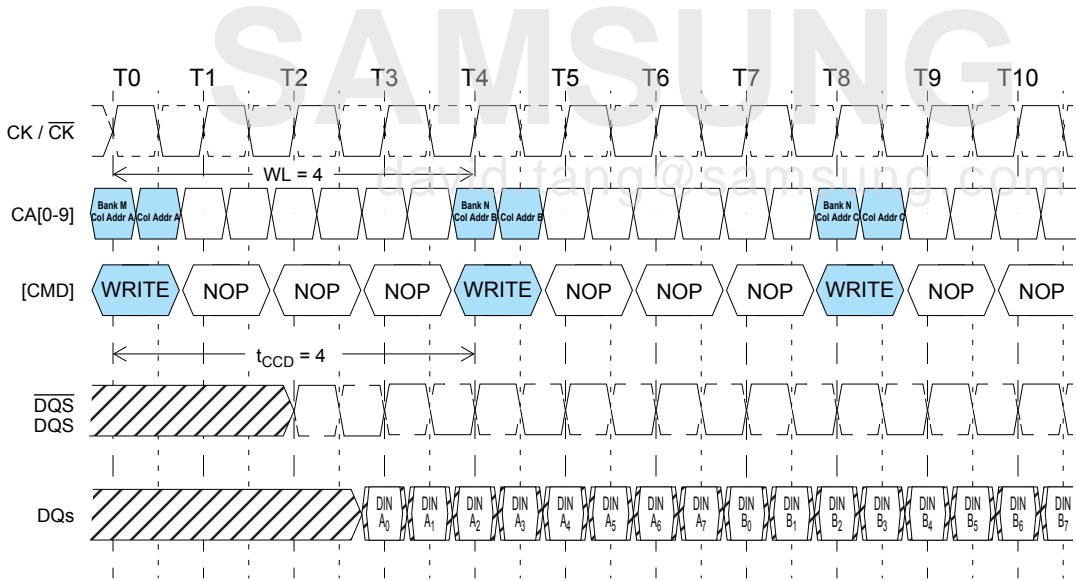 SAMSUNG
T0 T1 T2 T3 T4 T5 T6 T7 T8 T9 T10
CK / CK
WL = 4
david.tang@samsung.com
CA[0-9]
Bank M Col Addr A
Col Addr A
Bank N Col Addr B
Col Addr B
Bank N Col Addr C
Col Addr C
[CMD] WRITE NOP NOP NOP WRITE NOP NOP NOP WRITE NOP NOP
tCCD = 4
DQS
DQS
DQs
DIN A0 DIN A1 DIN A2 DIN A3 DIN A4 DIN A5 DIN A6 DIN A7 DIN B0 DIN B1 DIN B2 DIN B3 DIN B4 DIN B5 DIN B6 DIN B7